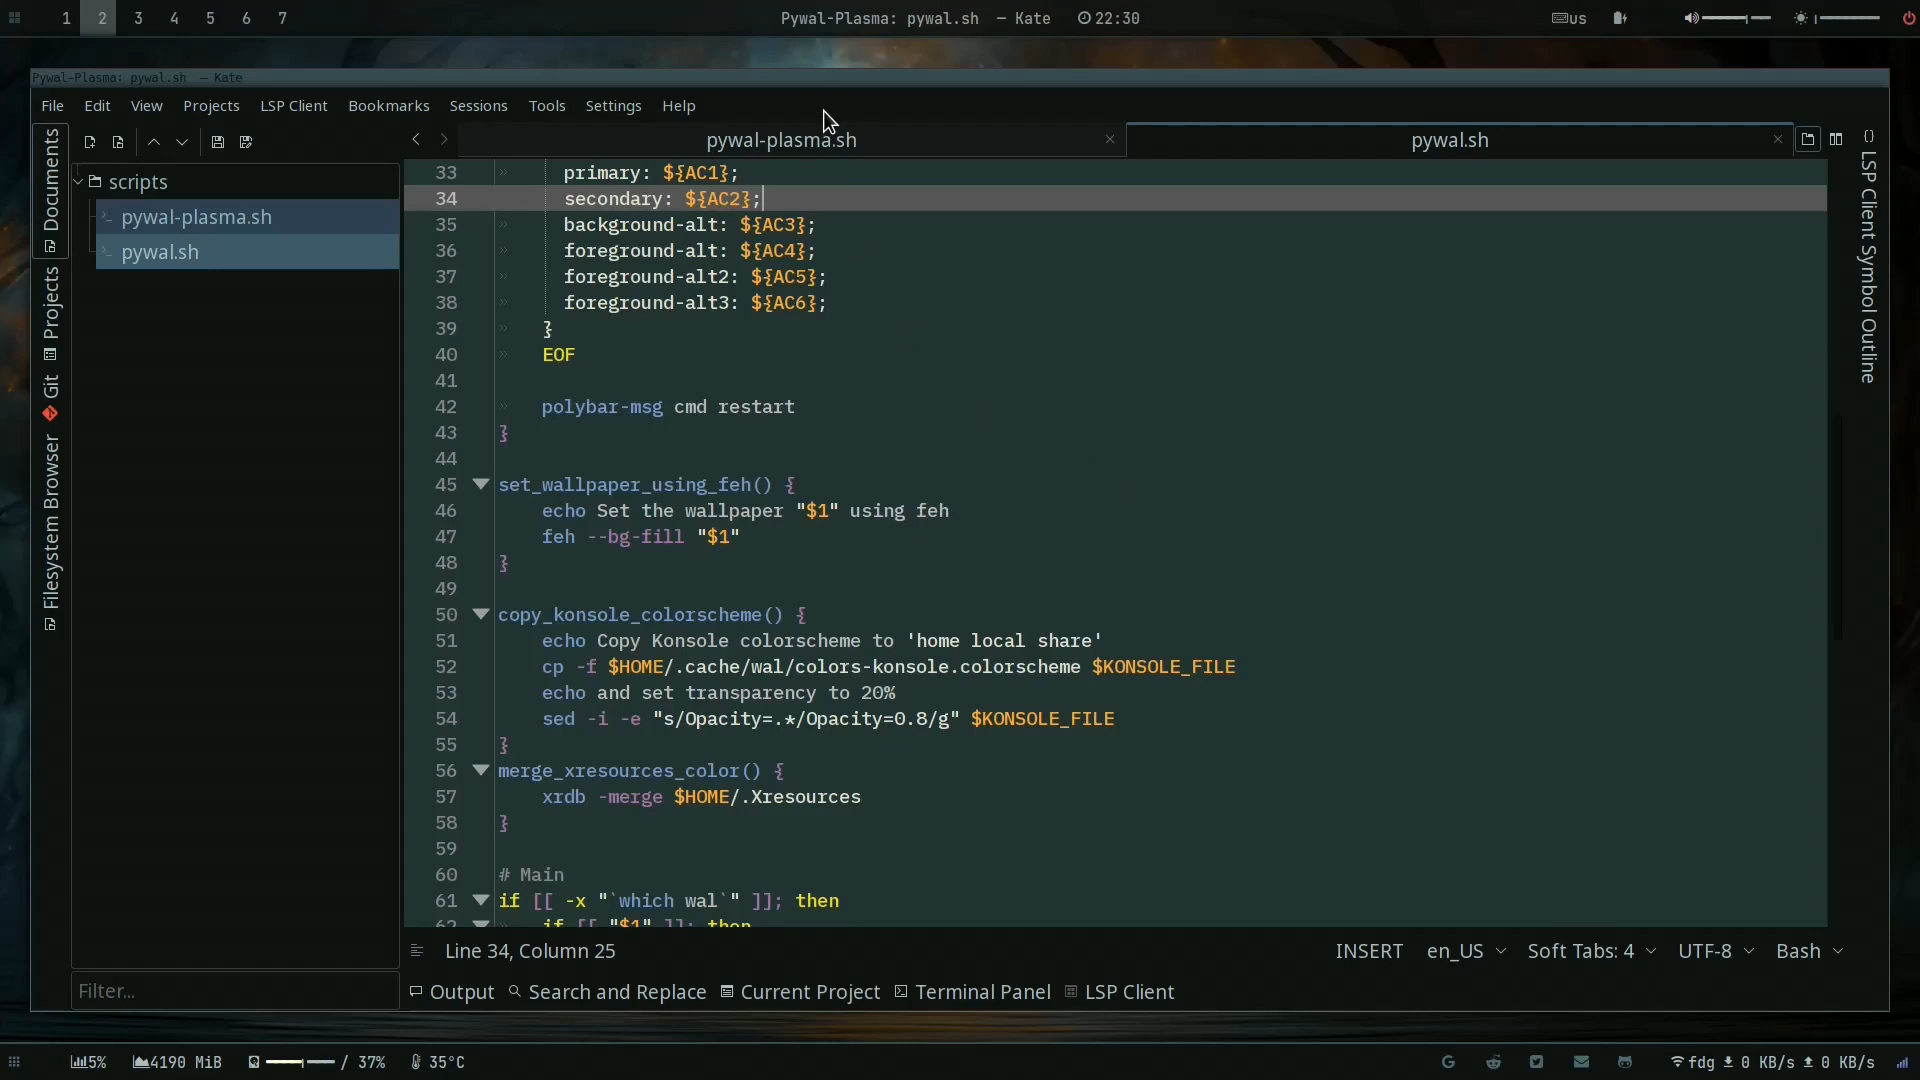 1 2 3 4 5 6 7
Pywal-Plasma: pywal.sh — Kate 22:30
us
Pywal-Plasma: pywal.sh — Kate
File Edit View Projects LSP Client Bookmarks Sessions Tools Settings Help
pywal-plasma.sh
pywal.sh
Documents
Projects
Git
Filesystem Browser
scripts
pywal-plasma.sh
pywal.sh
Filter...
33 primary: ${AC1};
34 secondary: ${AC2};
35 background-alt: ${AC3};
36 foreground-alt: ${AC4};
37 foreground-alt2: ${AC5};
38 foreground-alt3: ${AC6};
39 }
40 EOF
41
42 polybar-msg cmd restart
43 }
44
45 set_wallpaper_using_feh() {
46 echo Set the wallpaper "$1" using feh
47 feh --bg-fill "$1"
48 }
49
50 copy_konsole_colorscheme() {
51 echo Copy Konsole colorscheme to 'home local share'
52 cp -f $HOME/.cache/wal/colors-konsole.colorscheme $KONSOLE_FILE
53 echo and set transparency to 20%
54 sed -i -e "s/Opacity=.*/Opacity=0.8/g" $KONSOLE_FILE
55 }
56 merge_xresources_color() {
57 xrdb -merge $HOME/.Xresources
58 }
59
60 # Main
61 if [[ -x "`which wal`" ]]; then
62 if [[ "$1" ]]; then
{} LSP Client Symbol Outline
Line 34, Column 25
INSERT en_US Soft Tabs: 4 UTF-8 Bash
Output Search and Replace Current Project Terminal Panel LSP Client
5% 4190 MiB / 37% 35°C
fdg 0 KB/s 0 KB/s